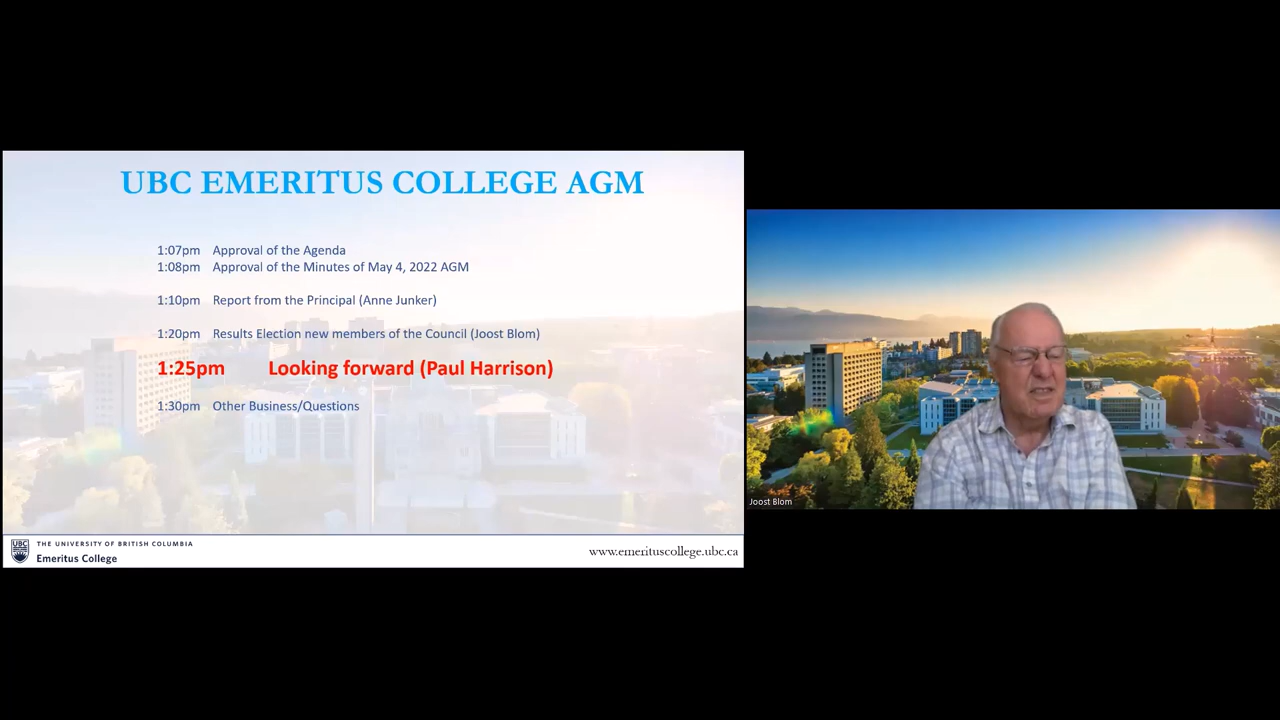 UBC EMERITUS COLLEGE AGM
1:07pm Approval of the Agenda
1:08pm Approval of the Minutes of May 4, 2022 AGM
1:10pm Report from the Principal (Anne Junker)
1:20pm Results Election new members of the Council (Joost Blom)
1:25pm Looking forward (Paul Harrison)
1:30pm Other Business/Questions
UBC
THE UNIVERSITY OF BRITISH COLUMBIA
Emeritus College
www.emerituscollege.ubc.ca
Joost Blom